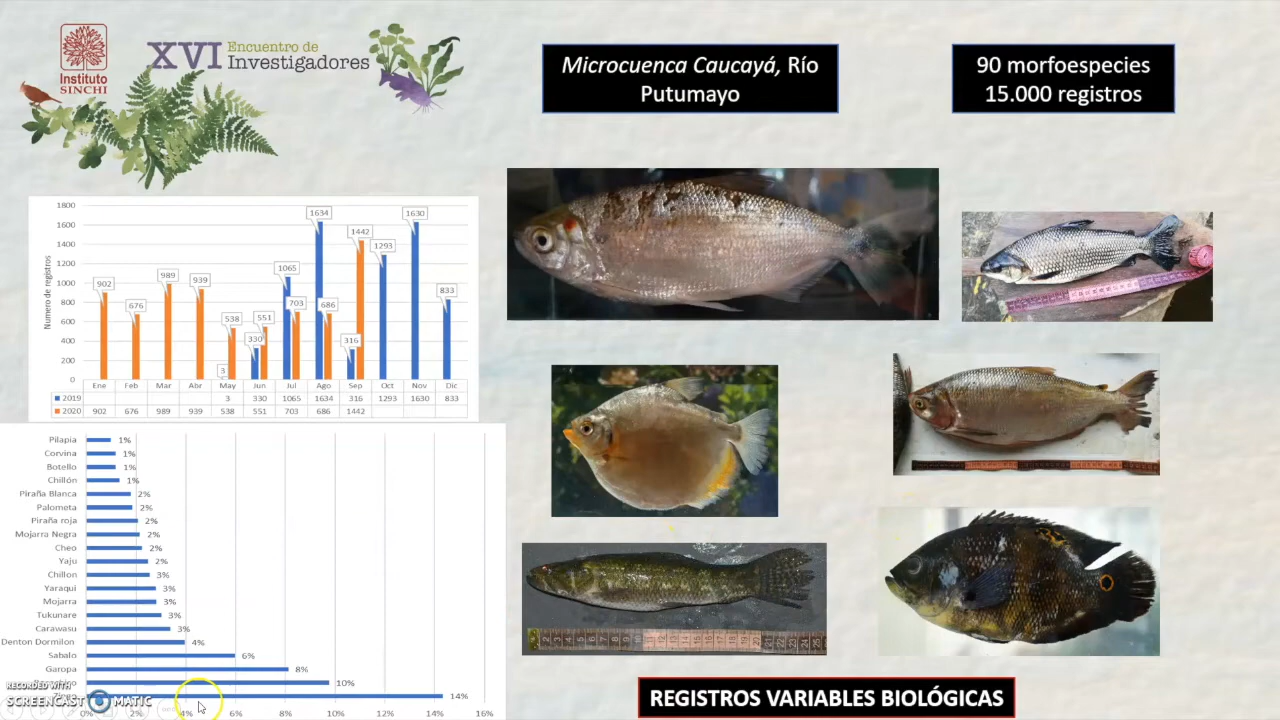 Instituto
SINCHI
XVI Encuentro de
Investigadores
Microcuenca Caucayá, Río
Putumayo
90 morfoespecies
15.000 registros
Numero de registros
1800
1600
1400
1200
1000
800
600
400
200
0
902
676
989
939
3
538
330
551
1065
703
1634
686
316
1442
1293
1630
833
Ene Feb Mar Abr May Jun Jul Ago Sep Oct Nov Dic
2019 3 330 1065 1634 316 1293 1630 833
2020 902 676 989 939 538 551 703 686 1442
Pilapia 1%
Corvina 1%
Botello 1%
Chillón 1%
Piraña Blanca 2%
Palometa 2%
Piraña roja 2%
Mojarra Negra 2%
Cheo 2%
Yaju 2%
Chillon 3%
Yaraqui 3%
Mojarra 3%
Tukunare 3%
Carawasu 3%
Denton Dormilon 4%
Sabalo 6%
Garopa 8%
10%
14%
0% 2% 4% 6% 8% 10% 12% 14% 16%
RECORDED WITH
SCREENCAST MATIC
REGISTROS VARIABLES BIOLÓGICAS